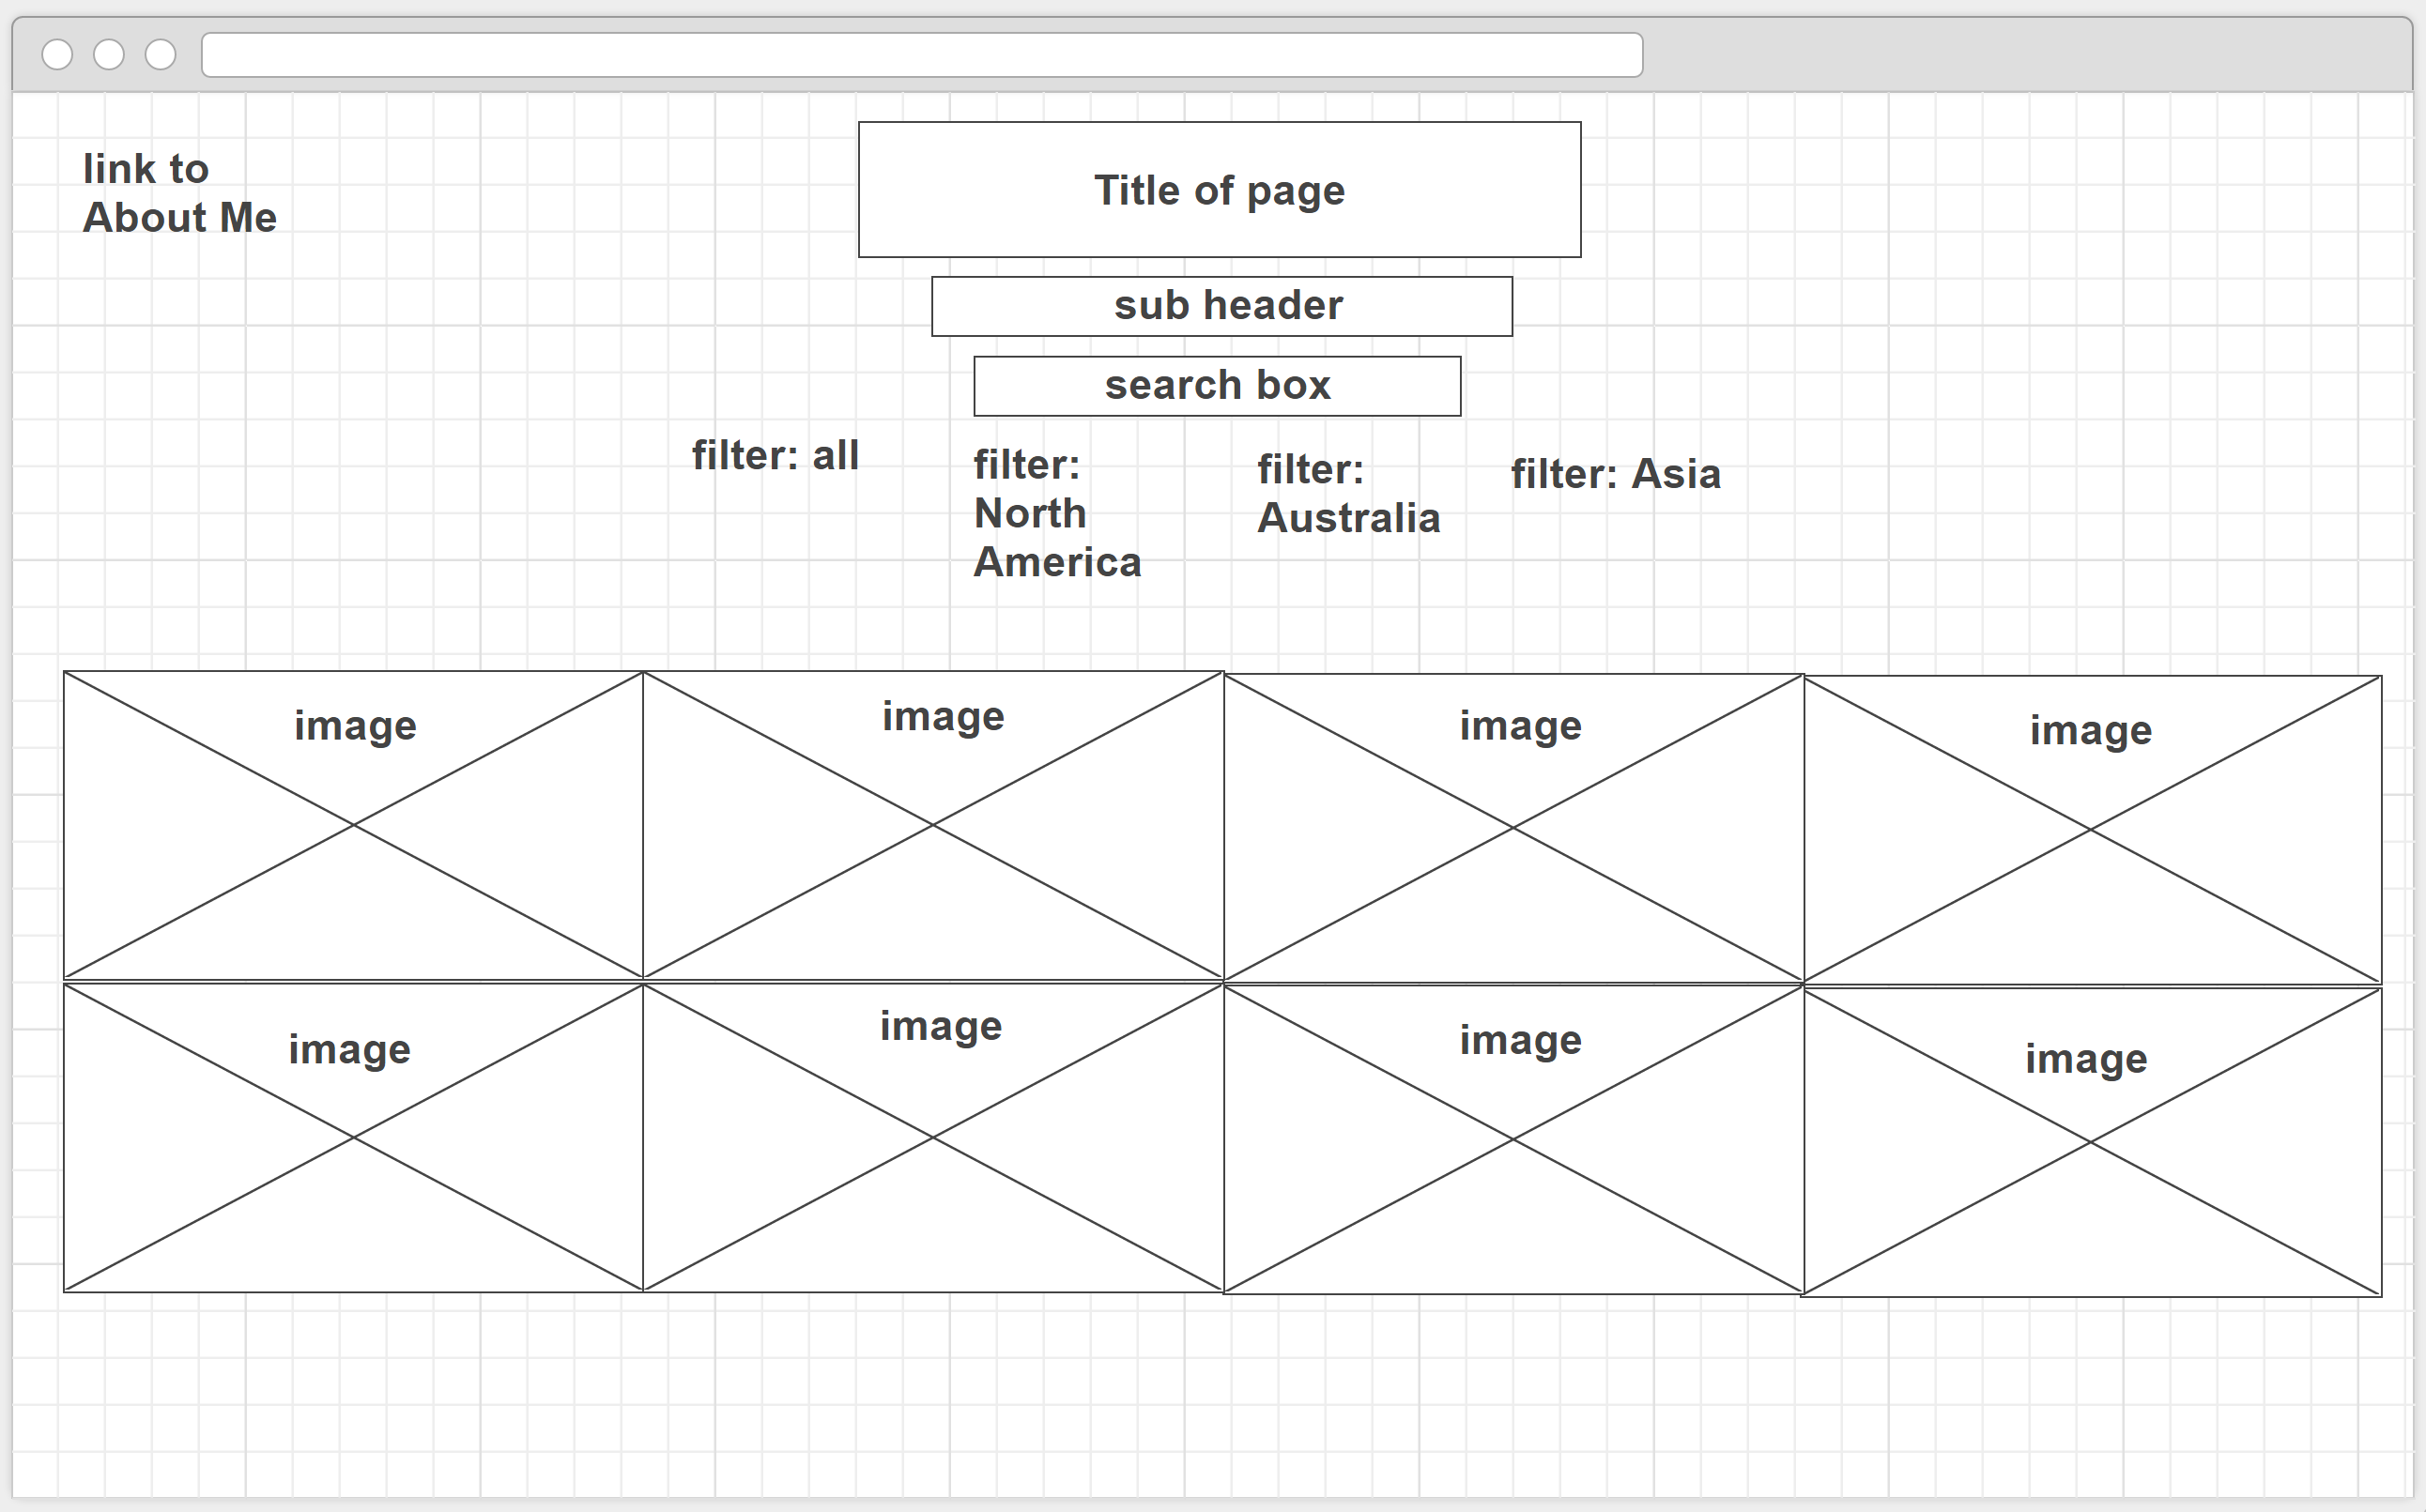 link to
About Me
Title of page
sub header
search box
filter: all
filter:
North
America
filter:
Australia
filter: Asia
image
image
image
image
image
image
image
image